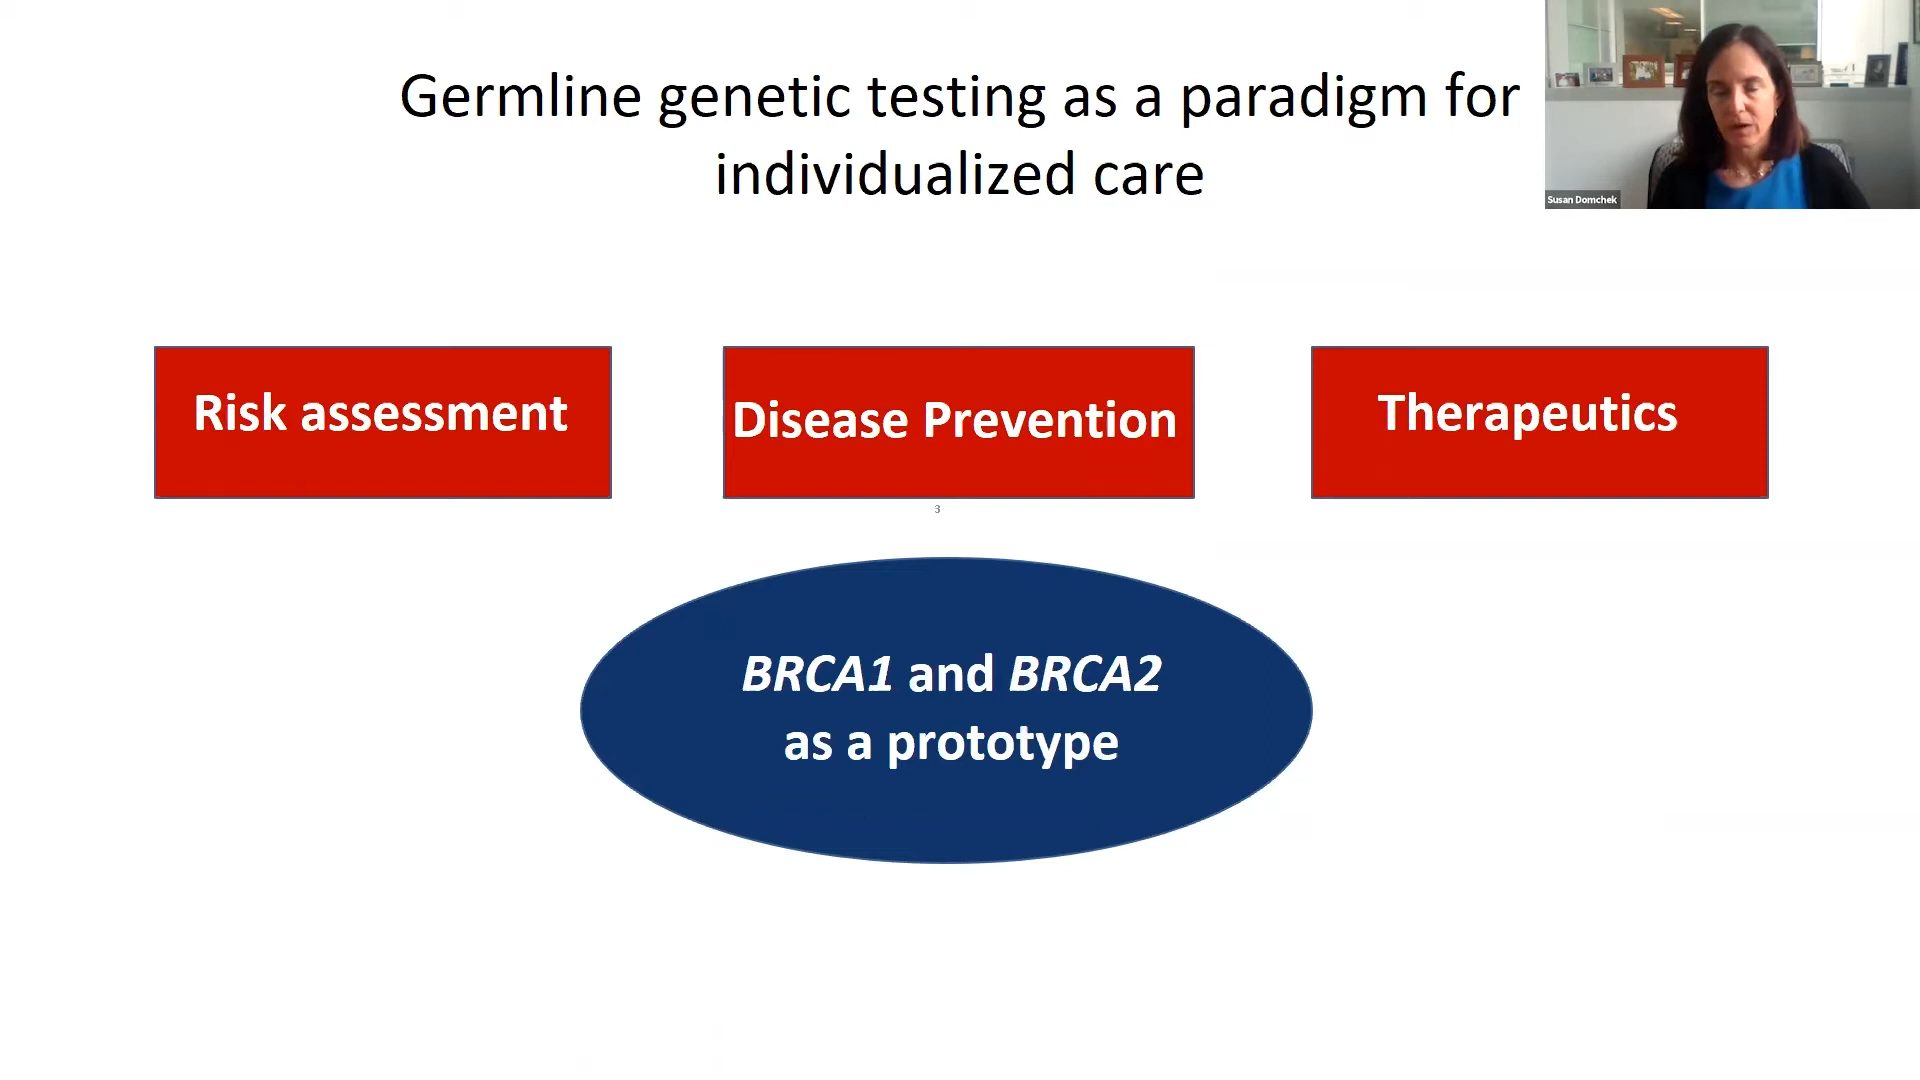 Germline genetic testing as a paradigm for
individualized care
Susan Domchek
Risk assessment
Disease Prevention
Therapeutics
3
BRCA1 and BRCA2
as a prototype